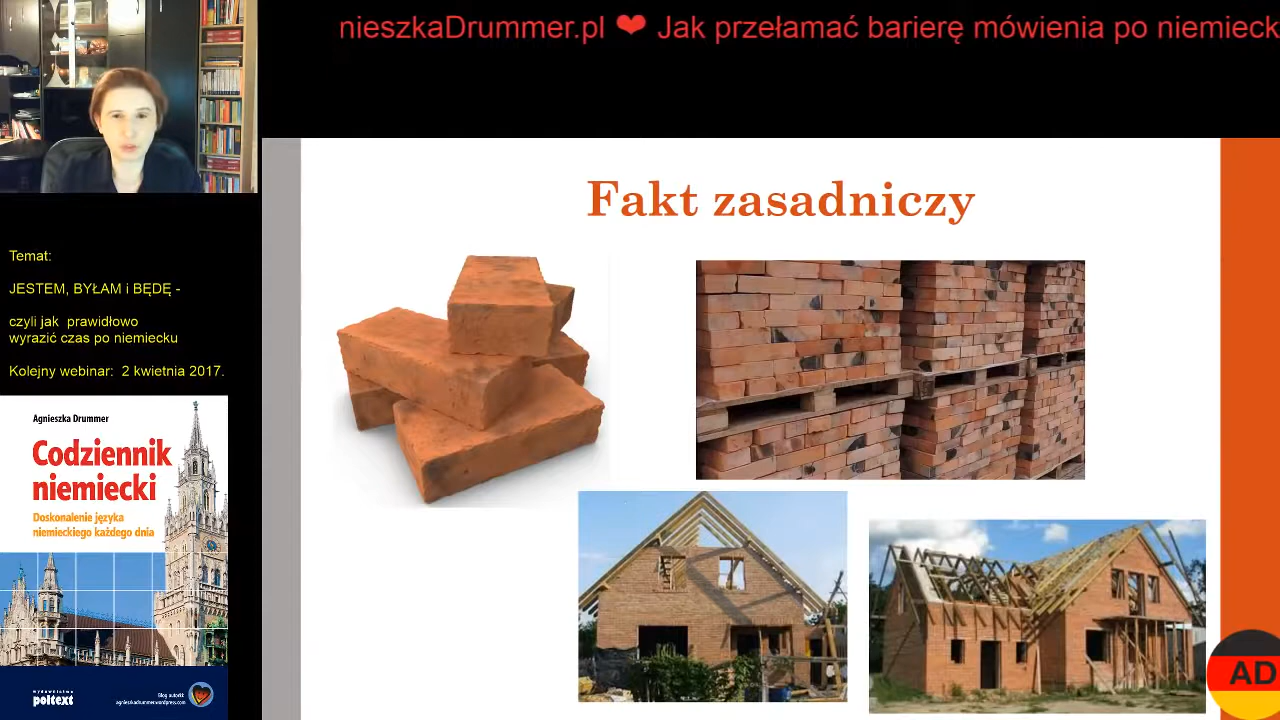 nieszkaDrummer.pl ❤ Jak przełamać barierę mówienia po niemieck
Fakt zasadniczy
Temat:
JESTEM, BYŁAM i BĘDĘ -
czyli jak prawidłowo
wyrazić czas po niemiecku
Kolejny webinar: 2 kwietnia 2017.
Agnieszka Drummer
Codziennik
niemiecki
Doskonalenie języka
niemieckiego każdego dnia
wydawnictwo
poltext
Blog autorki:
agnieszkadrummer.wordpress.com
AD